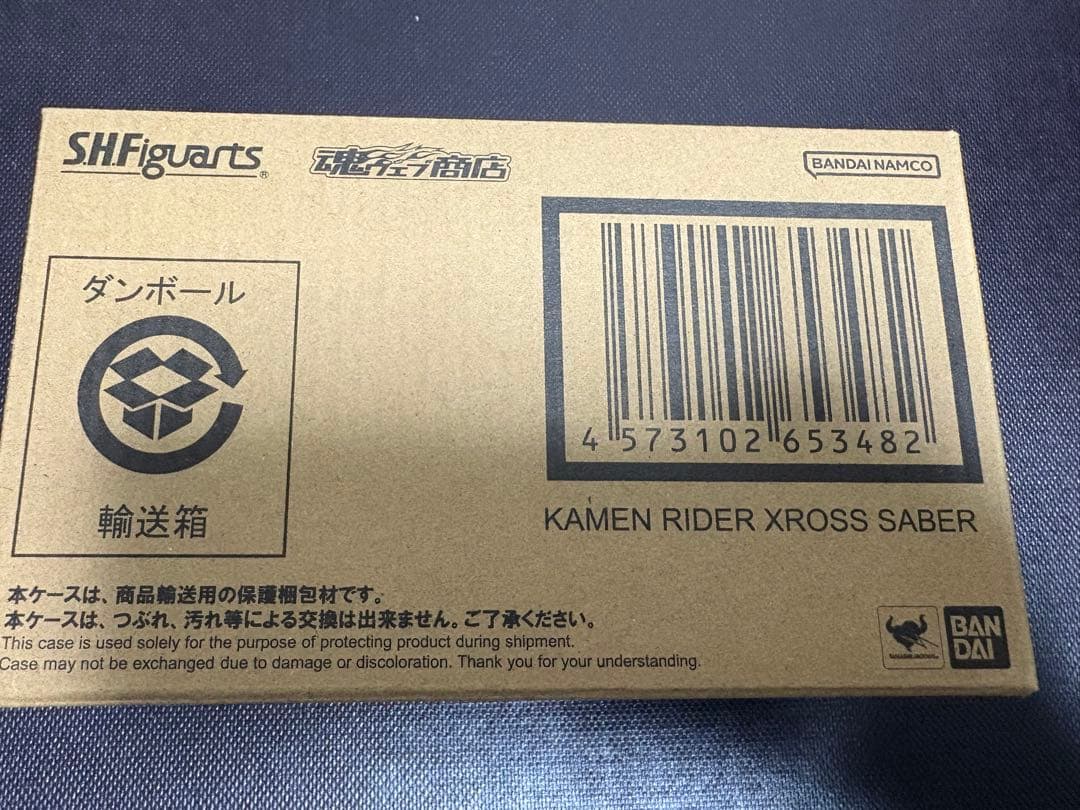 S.H.Figuarts®
魂ウェブ商店
BANDAI NAMCO
ダンボール
輸送箱
4 573102 653482
KAMEN RIDER XROSS SABER
本ケースは、商品輸送用の保護梱包材です。
本ケースは、つぶれ、汚れ等による交換は出来ません。ご了承ください。
This case is used solely for the purpose of protecting product during shipment.
Case may not be exchanged due to damage or discoloration. Thank you for your understanding.
BAN
DAI